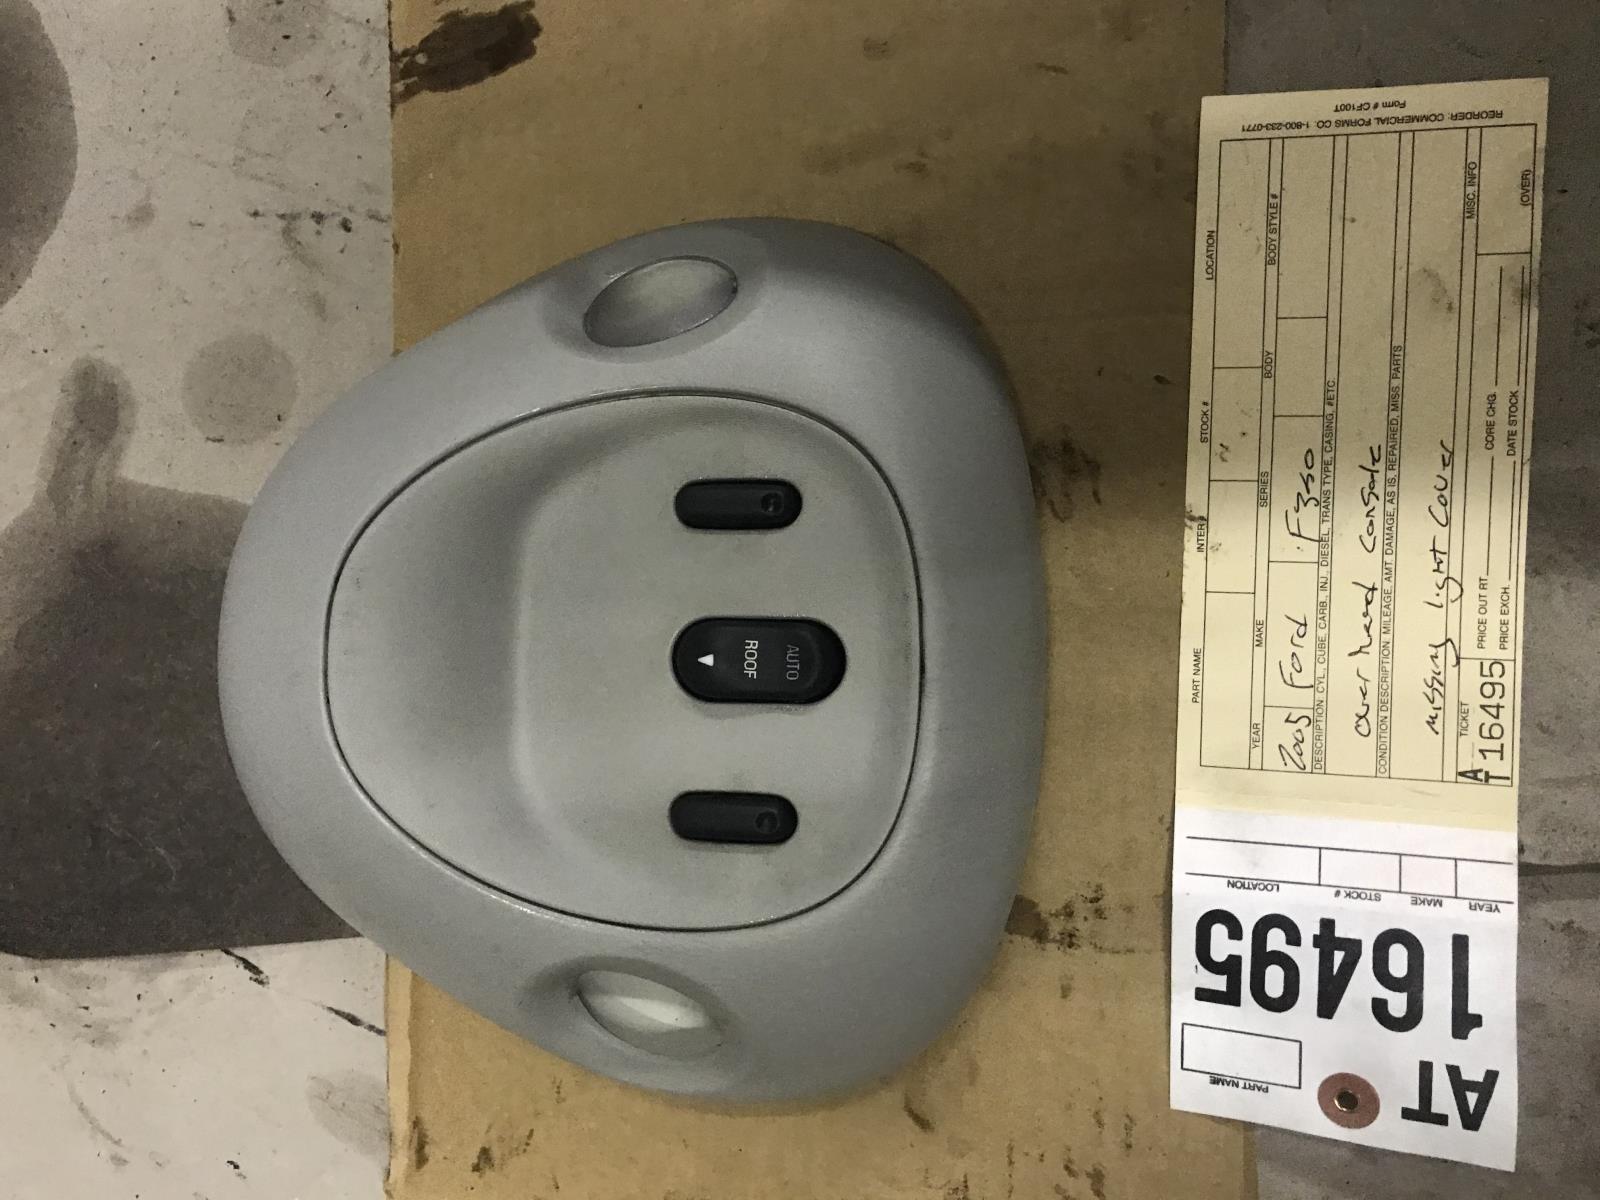 AUTO
ROOF
REORDER: COMMERCIAL FORMS CO. 1-800-233-0771
Form # CF100T
PART NAME INTER STOCK # LOCATION
YEAR MAKE SERIES BODY BODY STYLE #
2005 Ford F350
DESCRIPTION: CYL., CUBE, CARB., INJ., DIESEL, TRANS TYPE, CASING, #ETC.
over head console
CONDITION DESCRIPTION: MILEAGE, AMT. DAMAGE, AS IS, REPAIRED, MISS. PARTS
missing light cover
TICKET PRICE OUT RT. CORE CHG. MISC. INFO
AT 164​95 PRICE EXCH. DATE STOCK (OVER)
YEAR
MAKE
STOCK #
LOCATION
AT 16495
PART NAME